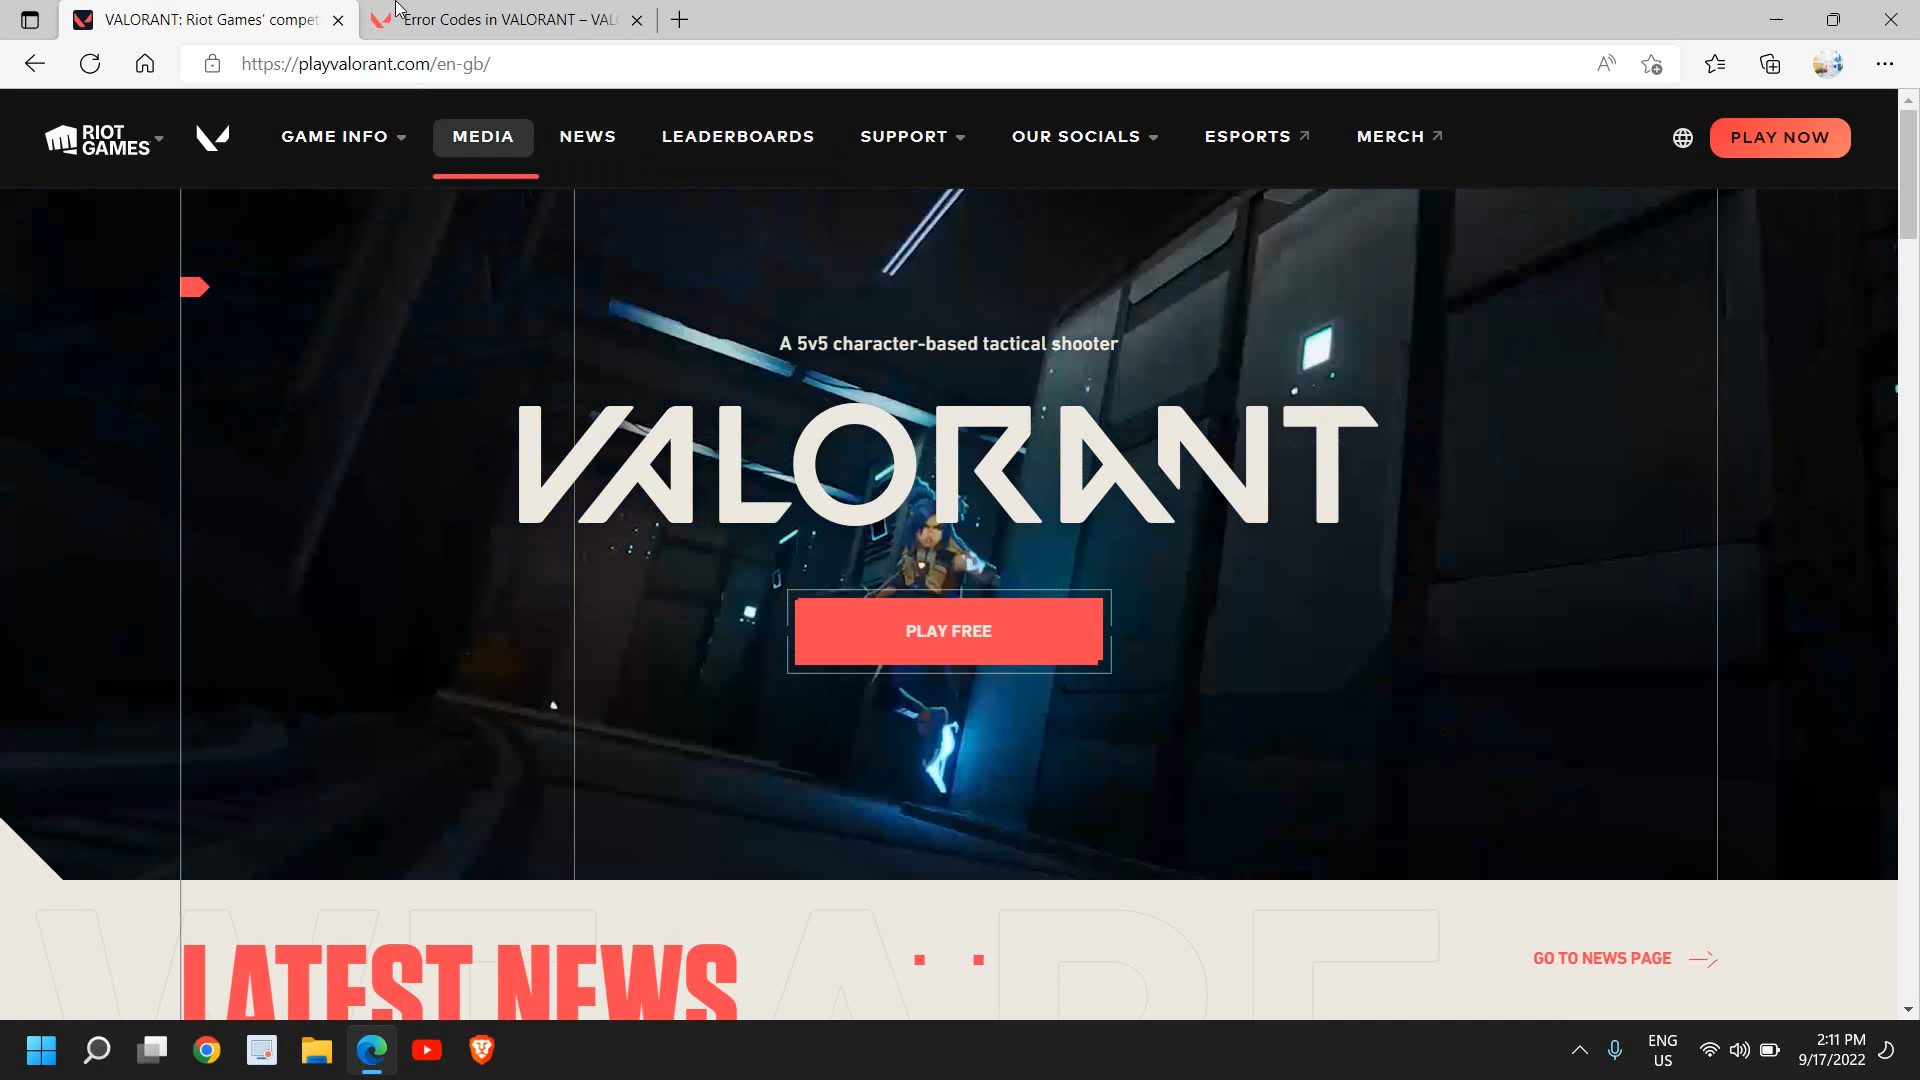 VALORANT: Riot Games' compet
Error Codes in VALORANT – VAL
https://playvalorant.com/en-gb/
RIOT GAMES
GAME INFO
MEDIA
NEWS
LEADERBOARDS
SUPPORT
OUR SOCIALS
ESPORTS
MERCH
PLAY NOW
A 5v5 character-based tactical shooter
VALORANT
PLAY FREE
WE ARE
LATEST NEWS
GO TO NEWS PAGE
ENG
US
2:11 PM
9/17/2022